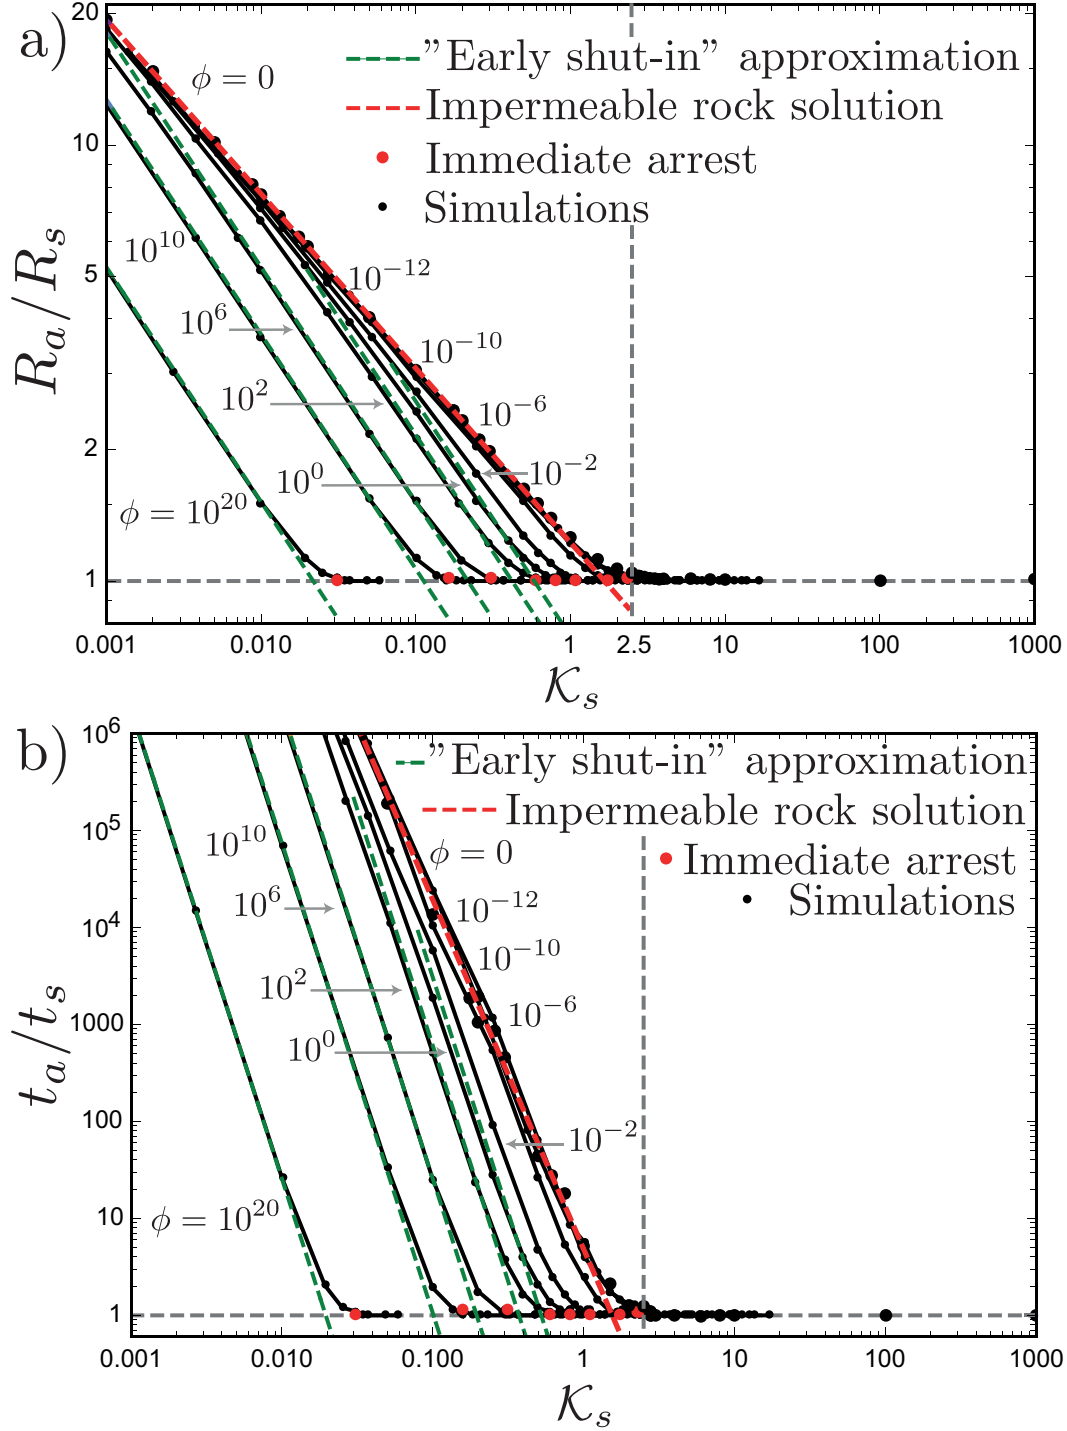 a)
20
10
5
2
1
R_a/R_s
"Early shut-in" approximation
Impermeable rock solution
Immediate arrest
Simulations
ϕ = 0
10^{-12}
10^{-10}
10^{-6}
10^{-2}
10^{10}
10^{6}
10^{2}
10^{0}
ϕ = 10^{20}
0.001 0.010 0.100 1 2.5 10 100 1000
𝒦_s
b)
10^6
10^5
10^4
1000
100
10
1
t_a/t_s
"Early shut-in" approximation
Impermeable rock solution
Immediate arrest
Simulations
ϕ = 0
10^{-12}
10^{-10}
10^{-6}
10^{-2}
10^{10}
10^{6}
10^{2}
10^{0}
ϕ = 10^{20}
0.001 0.010 0.100 1 10 100 1000
𝒦_s